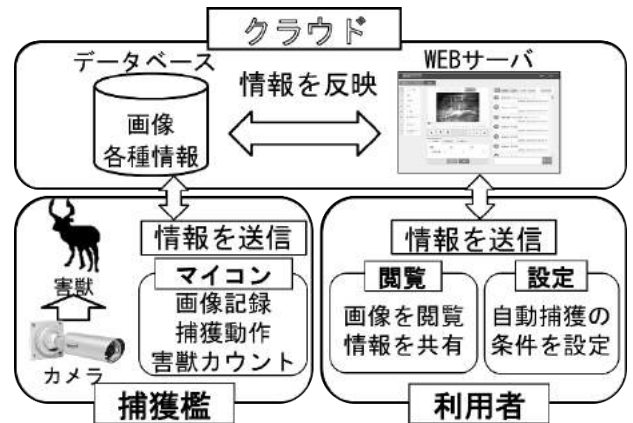 クラウド
データベース
WEBサーバ
情報を反映
画像
各種情報
情報を送信
害獣
カメラ
マイコン
画像記録
捕獲動作
害獣カウント
捕獲檻
情報を送信
閲覧
画像を閲覧
情報を共有
設定
自動捕獲の
条件を設定
利用者